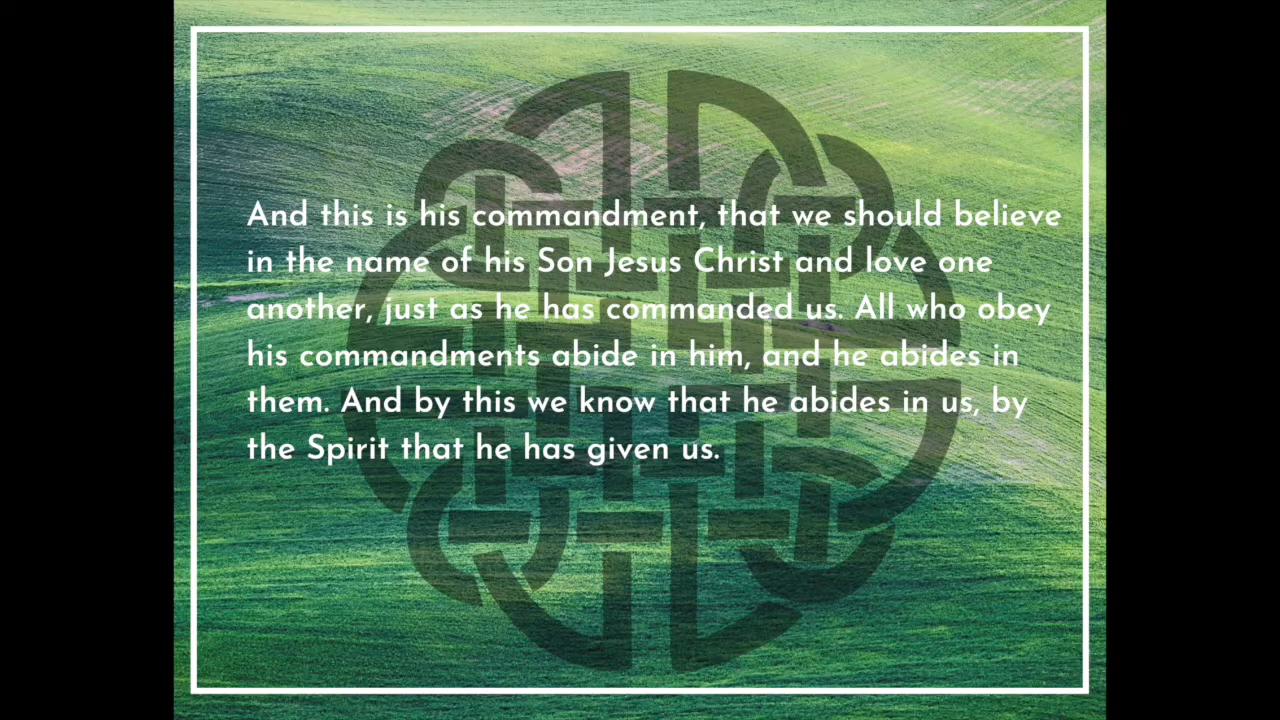 And this is his commandment, that we should believe
in the name of his Son Jesus Christ and love one
another, just as he has commanded us. All who obey
his commandments abide in him, and he abides in
them. And by this we know that he abides in us, by
the Spirit that he has given us.